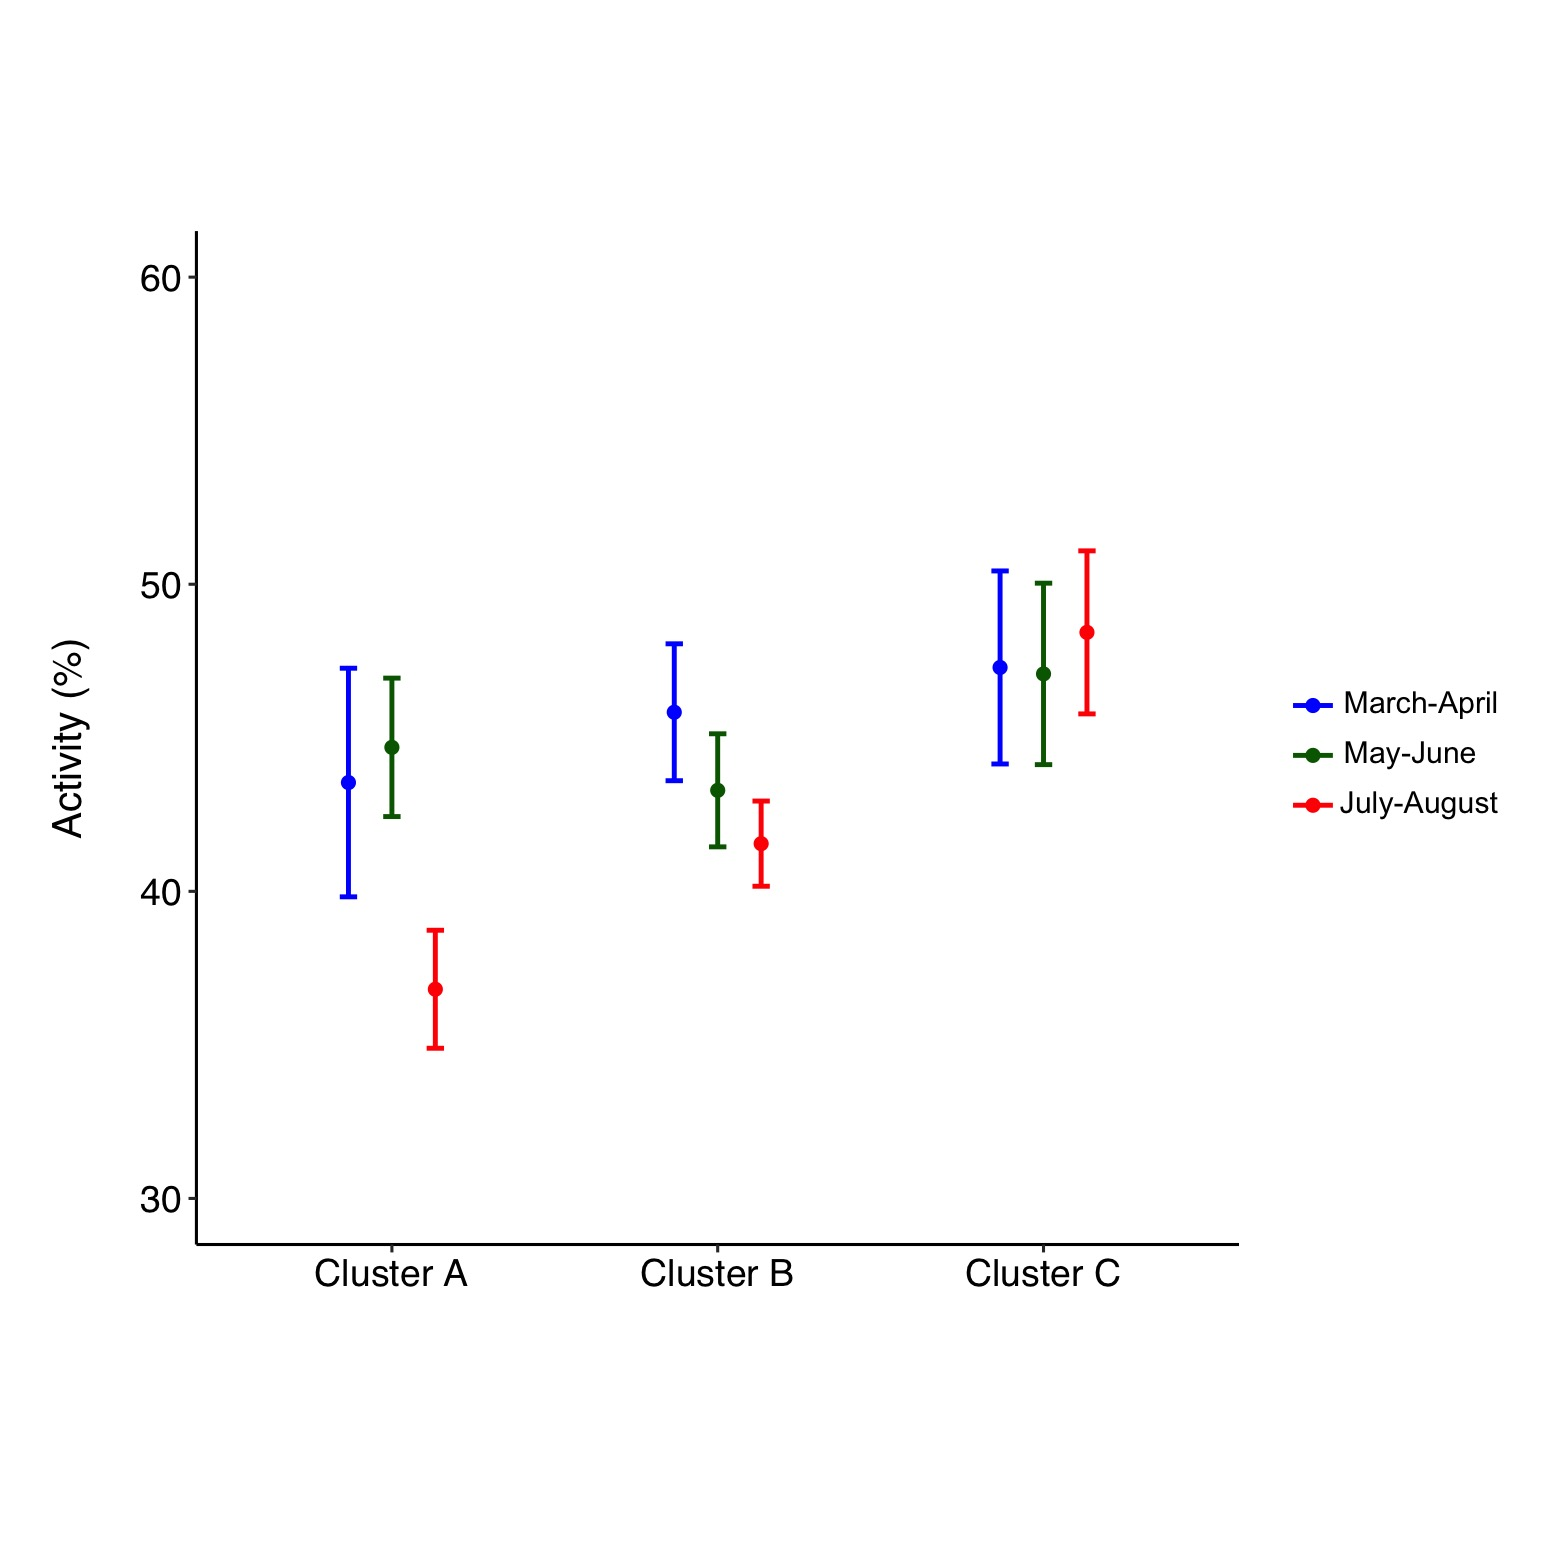 60
50
40
30
Activity (%)
Cluster A
Cluster B
Cluster C
March-April
May-June
July-August